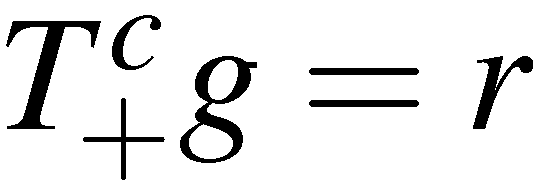 $T_+^c g = r$